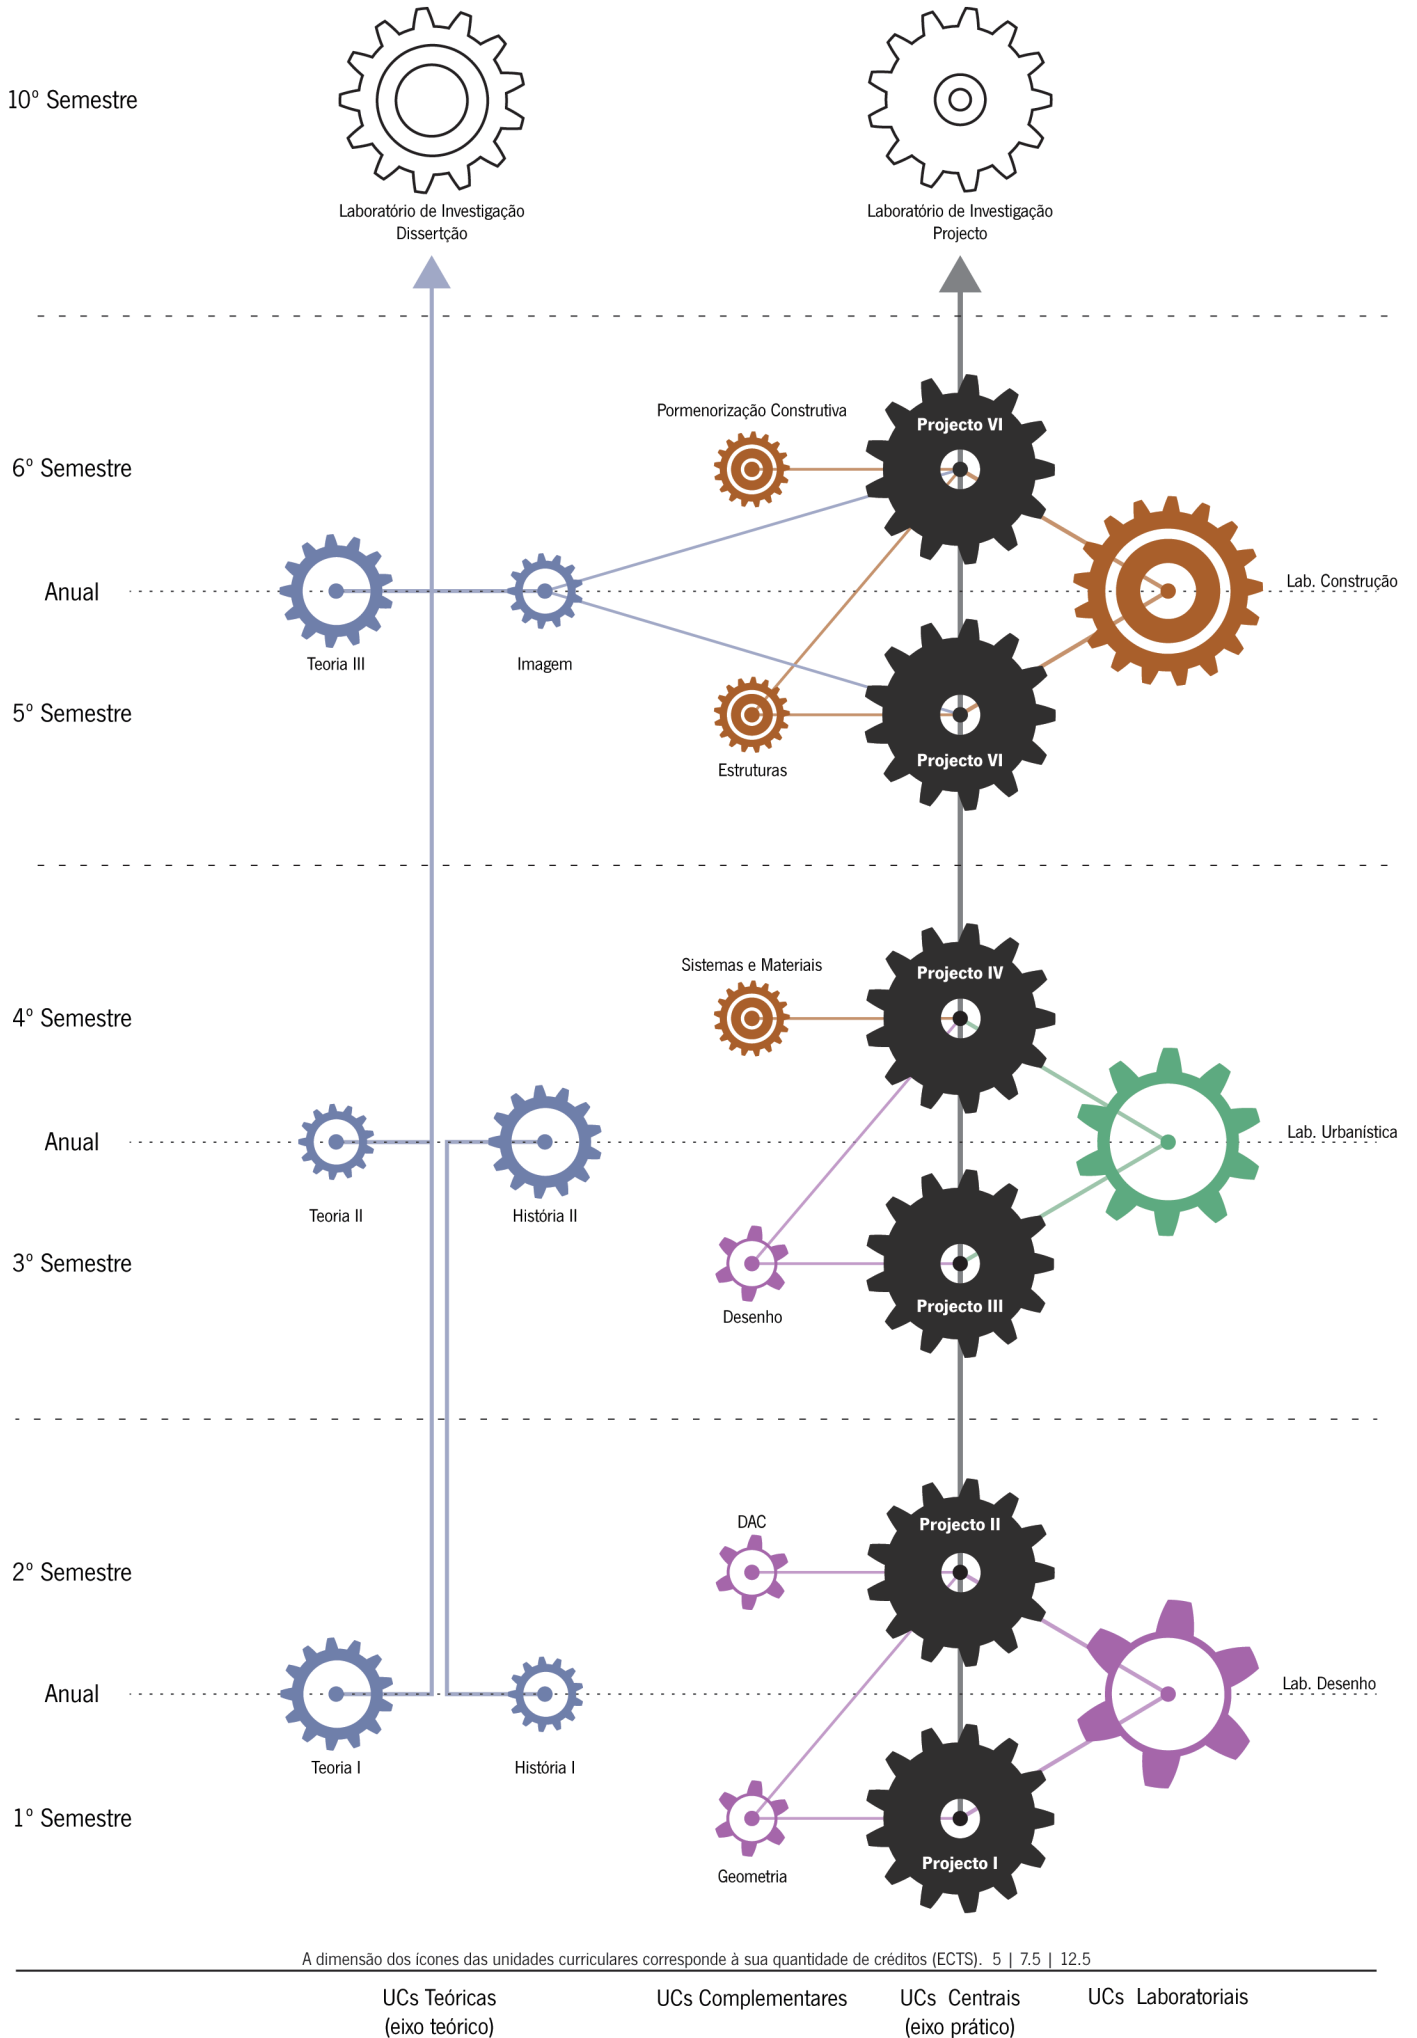 10º Semestre
Laboratório de Investigação
Dissertção
Laboratório de Investigação
Projecto
Pormenorização Construtiva
Projecto VI
6º Semestre
Lab. Construção
Anual
Teoria III
Imagem
5º Semestre
Projecto VI
Estruturas
Sistemas e Materiais
Projecto IV
4º Semestre
Lab. Urbanística
Anual
Teoria II
História II
3º Semestre
Projecto III
Desenho
DAC
Projecto II
2º Semestre
Lab. Desenho
Anual
Teoria I
História I
1º Semestre
Projecto I
Geometria
A dimensão dos ícones das unidades curriculares corresponde à sua quantidade de créditos (ECTS). 5 | 7.5 | 12.5
UCs Teóricas
(eixo teórico)
UCs Complementares
UCs Centrais
(eixo prático)
UCs Laboratoriais